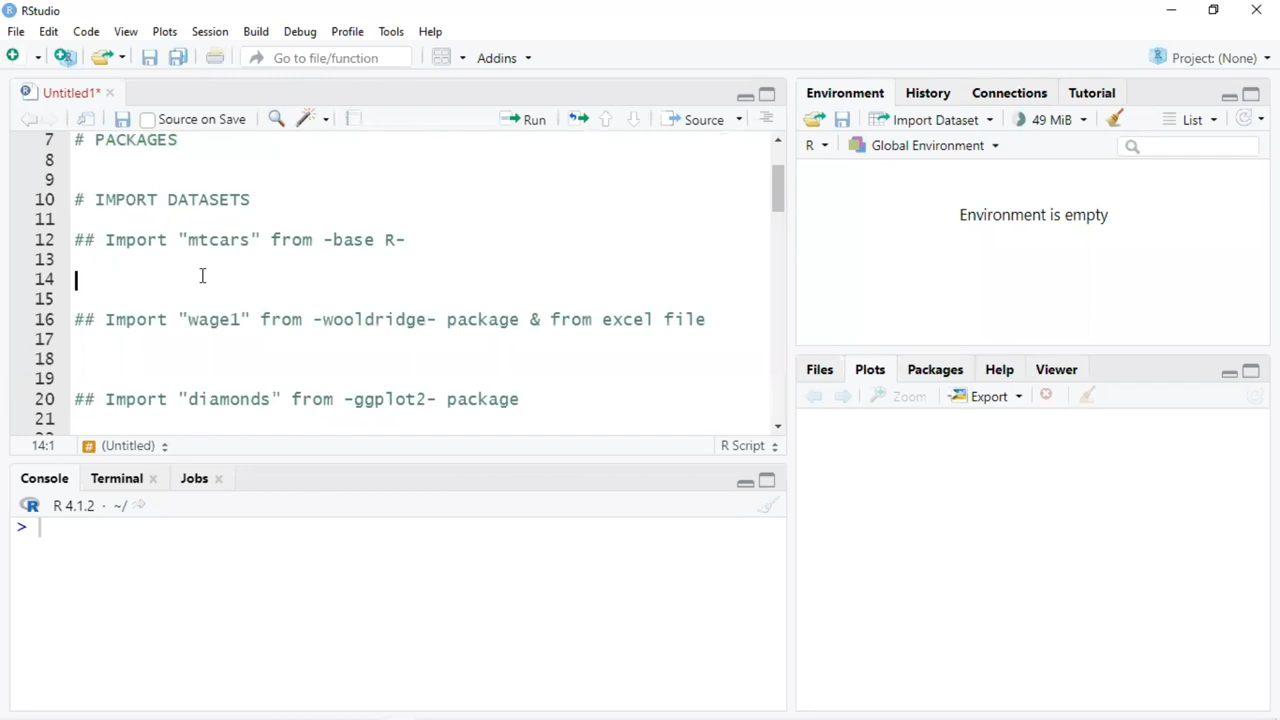 RStudio
File Edit Code View Plots Session Build Debug Profile Tools Help
Go to file/function Addins Project: (None)
Untitled1*
Source on Save Run Source
7 # PACKAGES
8
9
10 # IMPORT DATASETS
11
12 ## Import "mtcars" from -base R-
13
14
15
16 ## Import "wage1" from -wooldridge- package & from excel file
17
18
19
20 ## Import "diamonds" from -ggplot2- package
21
14:1 # (Untitled) R Script
Console Terminal Jobs
R R 4.1.2 · ~/
>
Environment History Connections Tutorial
Import Dataset 49 MiB List
R Global Environment
Environment is empty
Files Plots Packages Help Viewer
Zoom Export